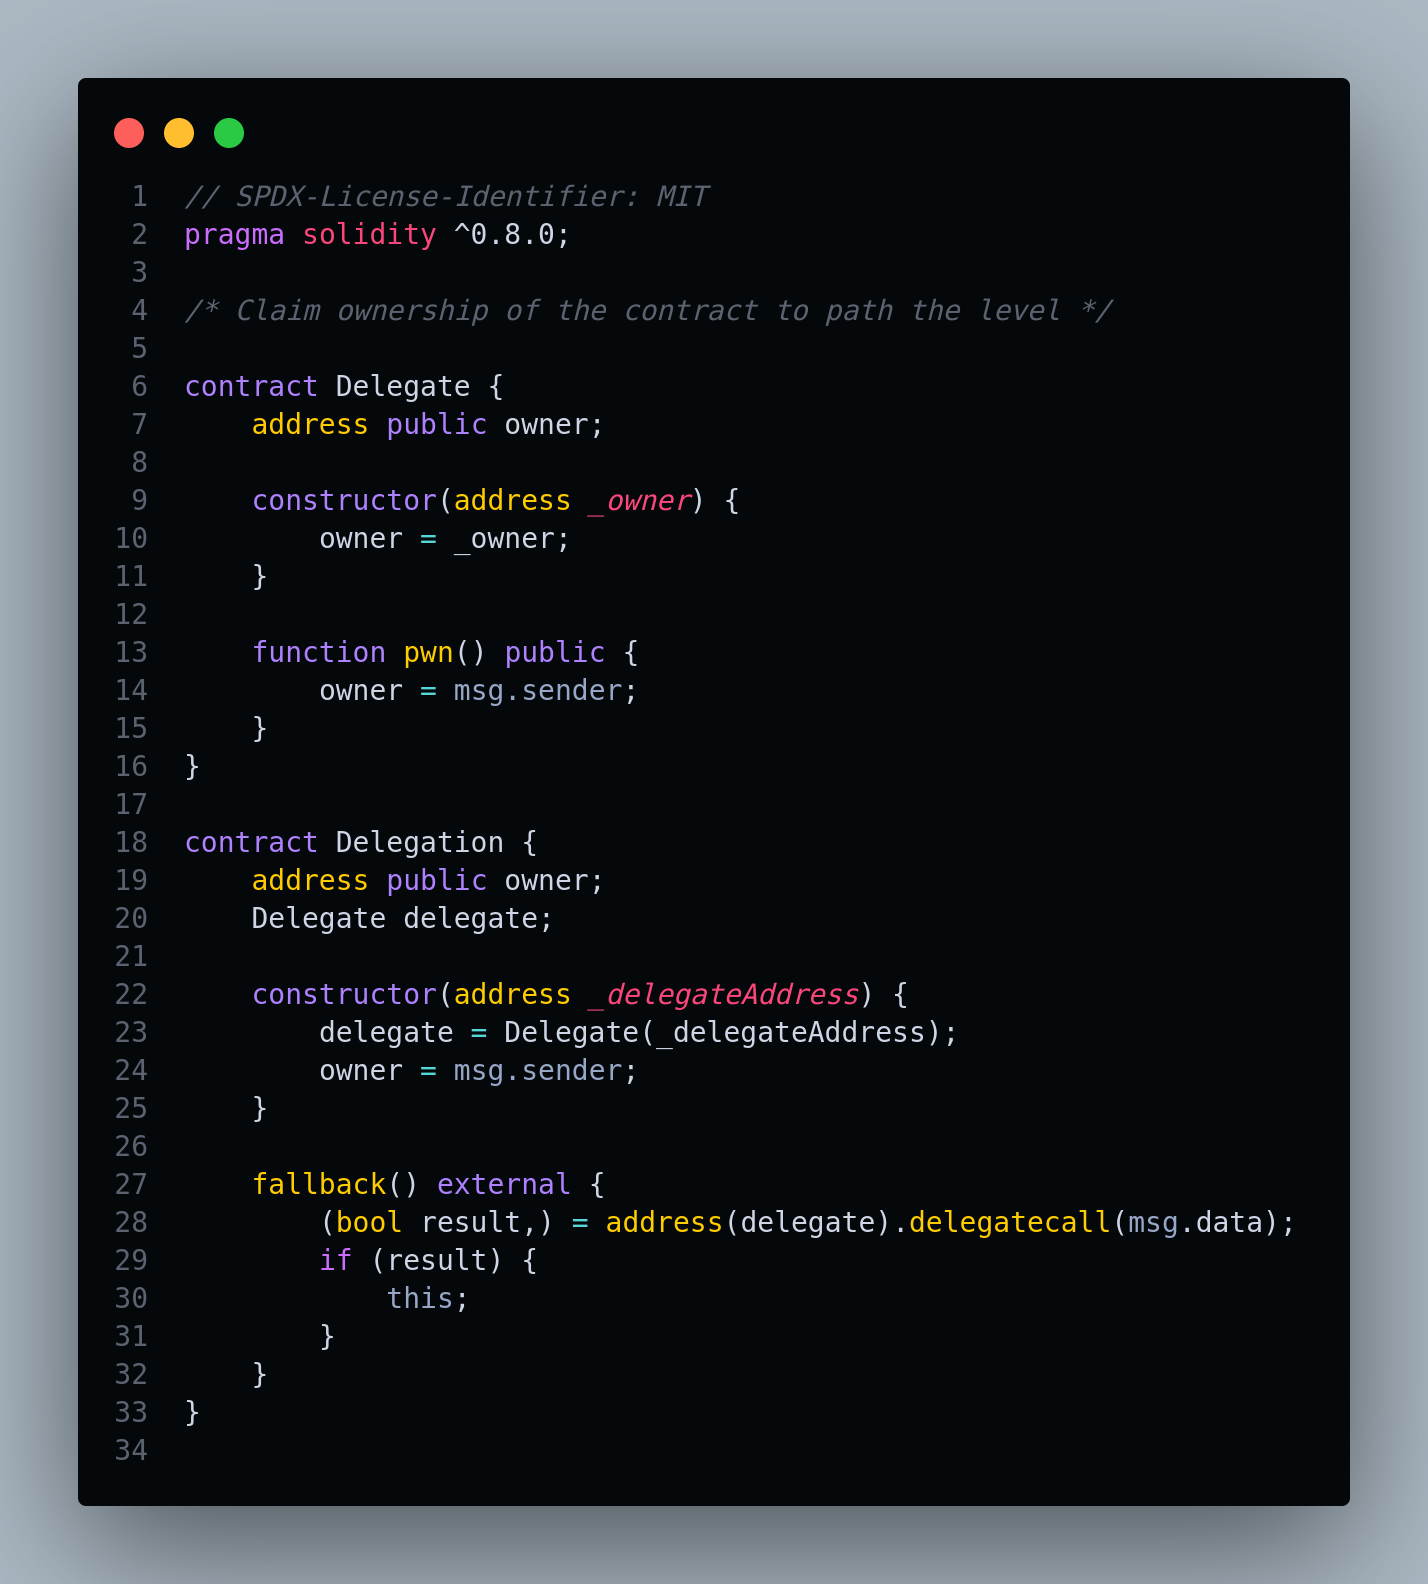 1 // SPDX-License-Identifier: MIT
2 pragma solidity ^0.8.0;
3
4 /* Claim ownership of the contract to path the level */
5
6 contract Delegate {
7     address public owner;
8
9     constructor(address _owner) {
10         owner = _owner;
11     }
12
13     function pwn() public {
14         owner = msg.sender;
15     }
16 }
17
18 contract Delegation {
19     address public owner;
20     Delegate delegate;
21
22     constructor(address _delegateAddress) {
23         delegate = Delegate(_delegateAddress);
24         owner = msg.sender;
25     }
26
27     fallback() external {
28         (bool result,) = address(delegate).delegatecall(msg.data);
29         if (result) {
30             this;
31         }
32     }
33 }
34